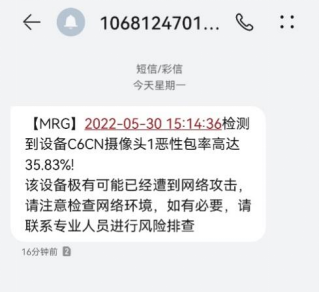 1068124701...
短信/彩信
今天星期一
【MRG】2022-05-30 15:14:36检测
到设备C6CN摄像头1恶性包率高达
35.83%!
该设备极有可能已经遭到网络攻击，
请注意检查网络环境，如有必要，请
联系专业人员进行风险排查
16分钟前 2